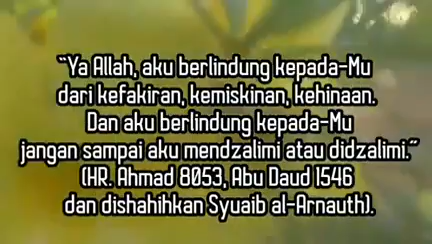 “Ya Allah, aku berlindung kepada-Mu
dari kefakiran, kemiskinan, kehinaan.
Dan aku berlindung kepada-Mu
jangan sampai aku mendzalimi atau didzalimi.”
(HR. Ahmad 8053, Abu Daud 1546
dan dishahihkan Syuaib al-Arnauth).